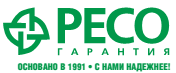 РЕСО
ГАРАНТИЯ
ОСНОВАНО В 1991 • С НАМИ НАДЕЖНЕЕ!